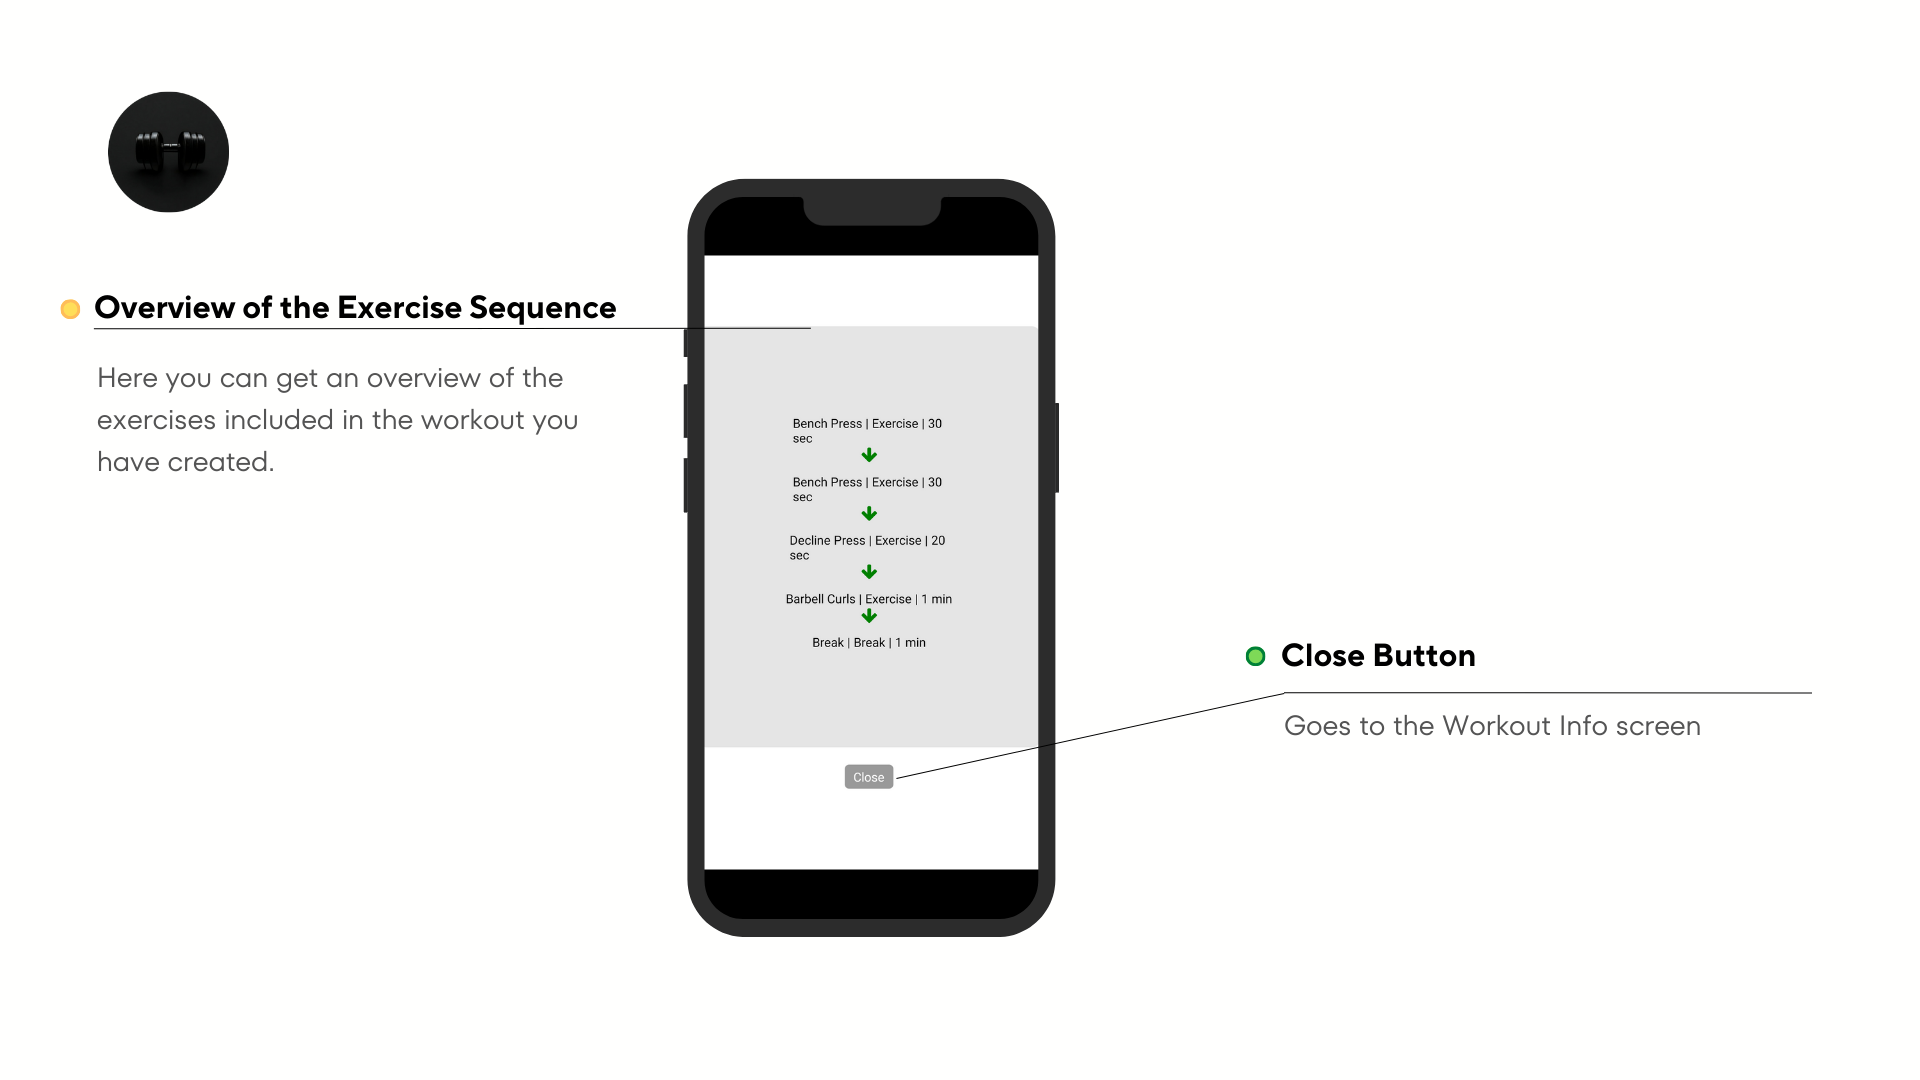 Overview of the Exercise Sequence
Here you can get an overview of the
exercises included in the workout you
have created.
Bench Press | Exercise | 30
sec
Bench Press | Exercise | 30
sec
Decline Press | Exercise | 20
sec
Barbell Curls | Exercise | 1 min
Break | Break | 1 min
Close
Close Button
Goes to the Workout Info screen